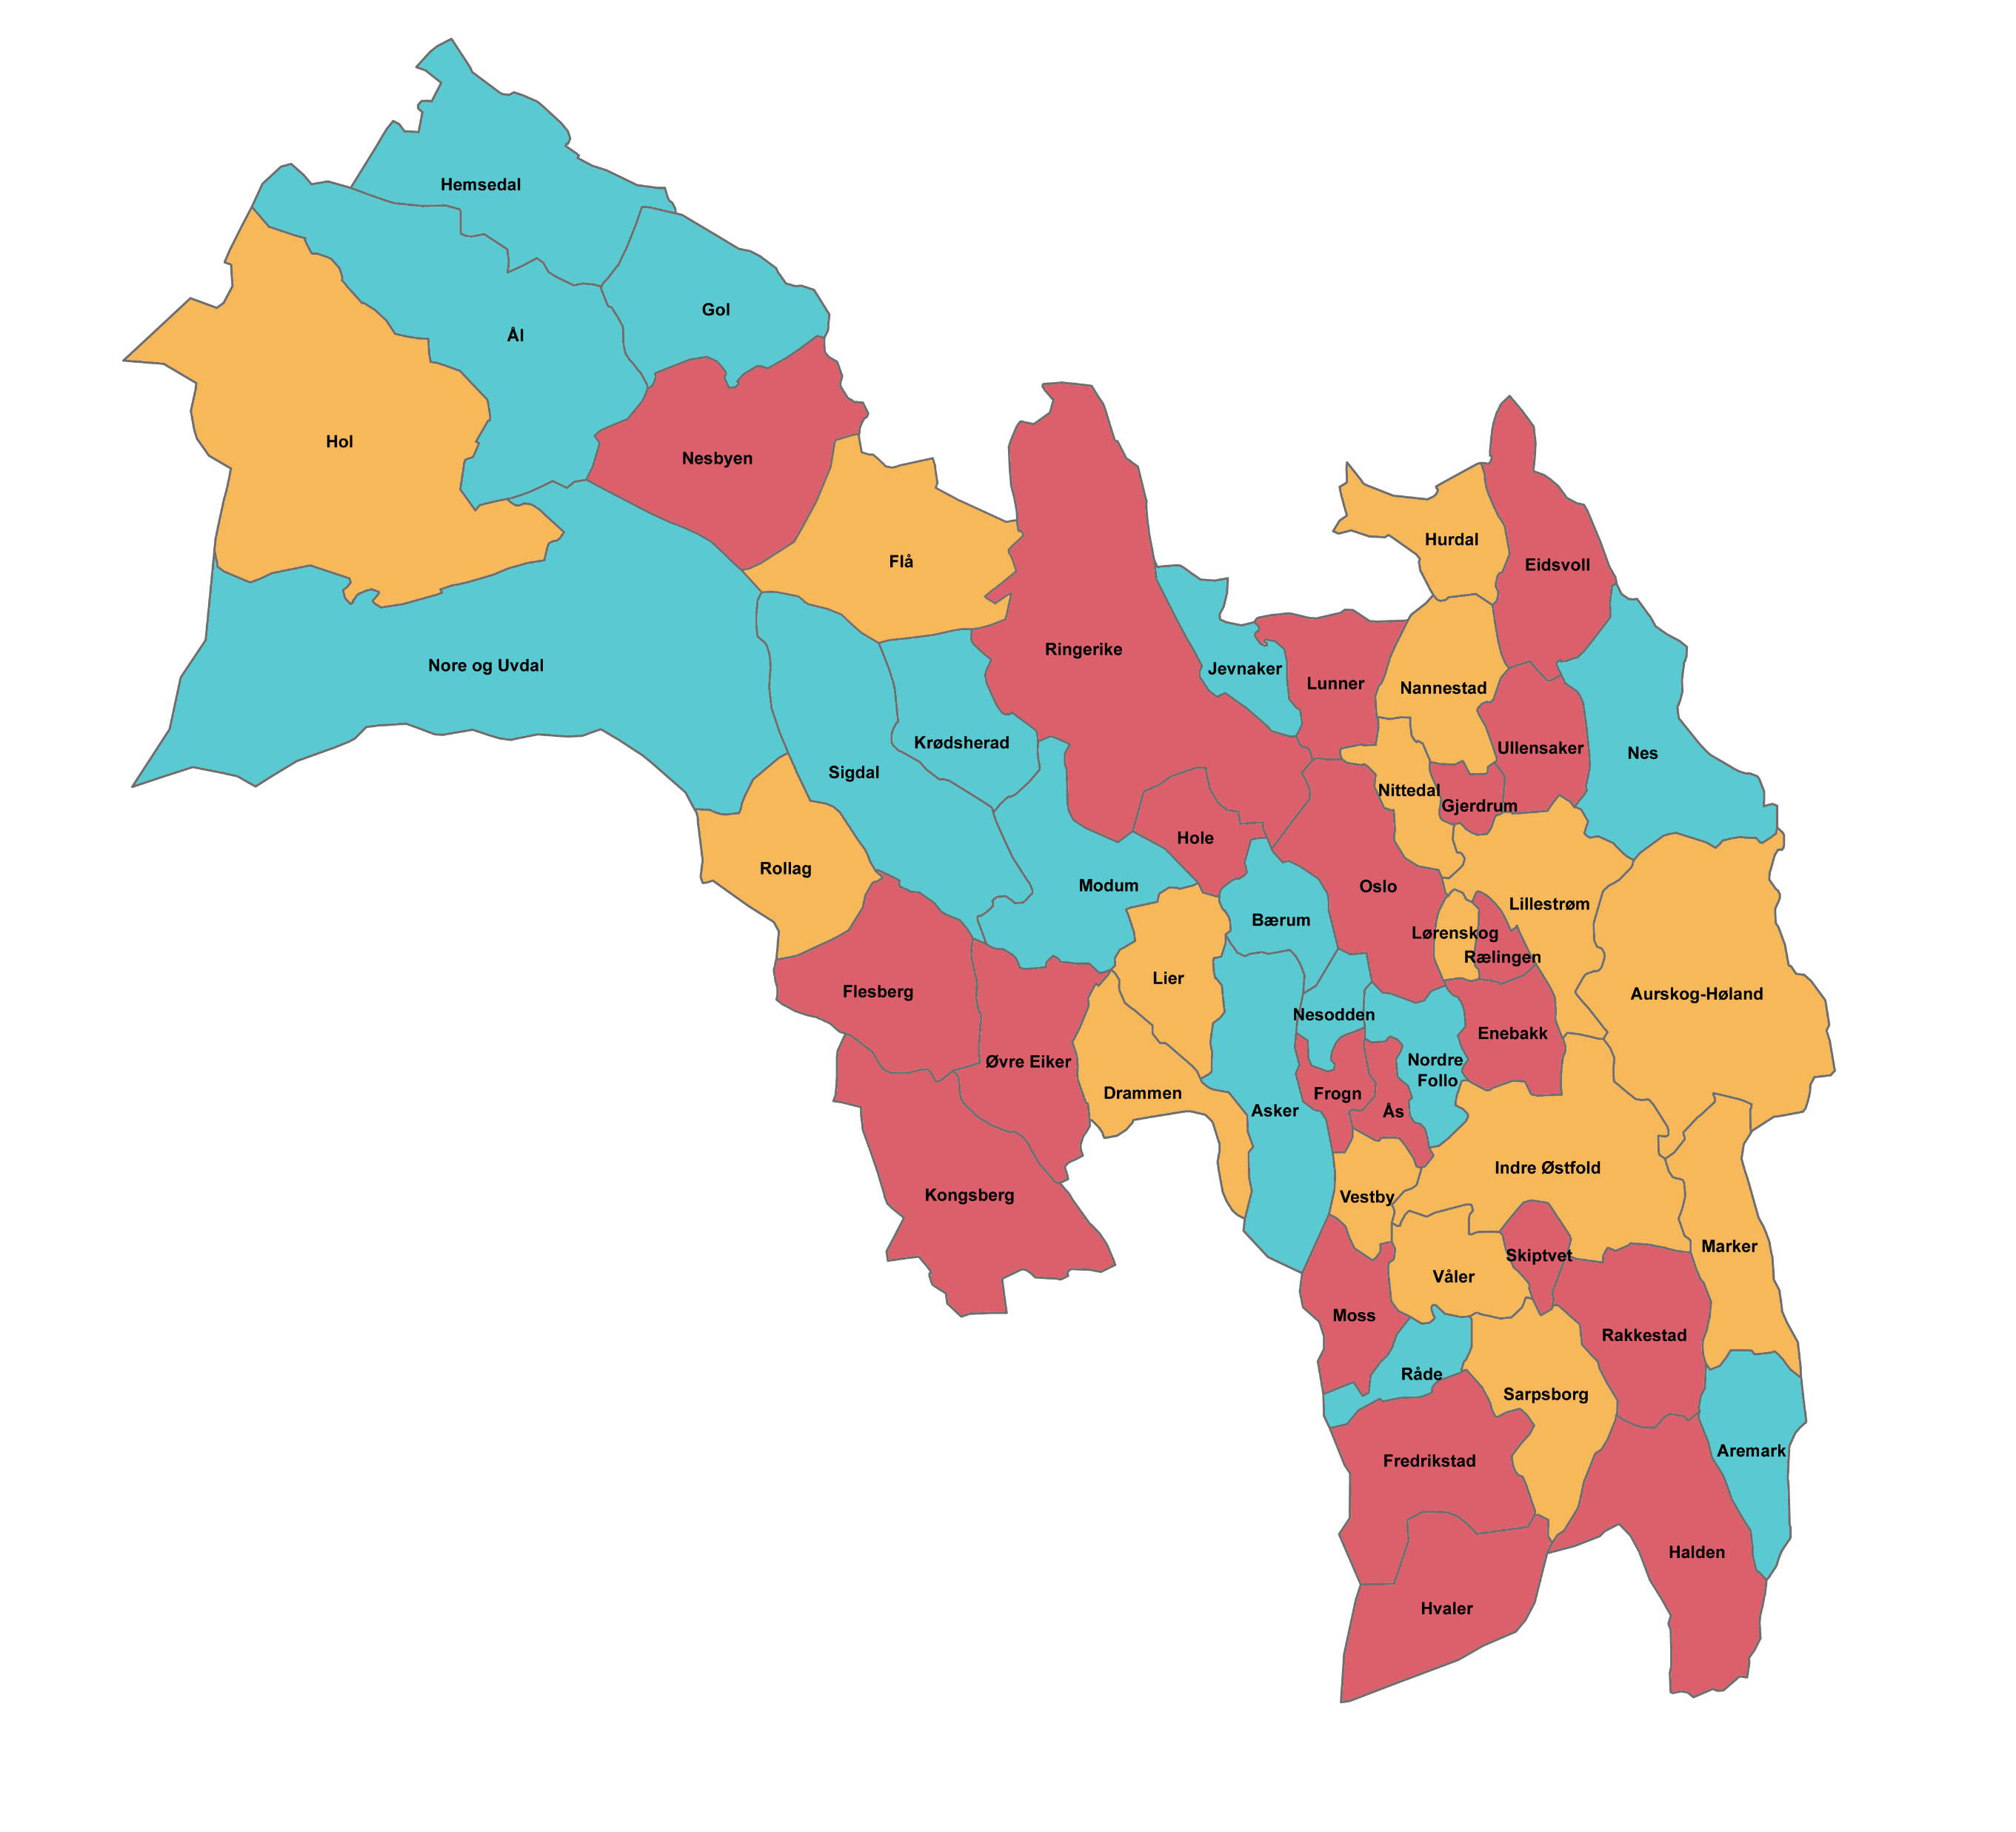 Hemsedal
Gol
Ål
Hol
Nesbyen
Flå
Hurdal
Eidsvoll
Ringerike
Nore og Uvdal
Jevnaker
Lunner
Nannestad
Krødsherad
Ullensaker
Nes
Sigdal
Nittedal
Gjerdrum
Hole
Rollag
Modum
Oslo
Lillestrøm
Bærum
Lørenskog
Rælingen
Lier
Flesberg
Aurskog-Høland
Nesodden
Enebakk
Øvre Eiker
Nordre
Follo
Drammen
Frogn
Asker
Ås
Indre Østfold
Kongsberg
Vestby
Marker
Skiptvet
Våler
Moss
Rakkestad
Råde
Sarpsborg
Aremark
Fredrikstad
Halden
Hvaler